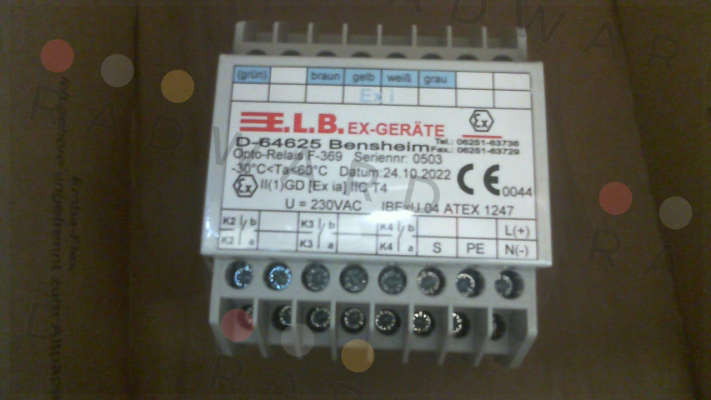 (grün) braun gelb weiß grau
Ex i
E.L.B. EX-GERÄTE
D-64625 Bensheim Tel.: 06251-63736
Fax.: 06251-63729
Opto-Relais F-369 Seriennr: 0503
-30°C<Ta<60°C Datum:24.10.2022
II(1)GD [Ex ia] IIC T4
CE 0044
U = 230VAC IBExU 04 ATEX 1247
K2 b K3 b K4 b L(+)
K2 a K3 a K4 a S PE N(-)